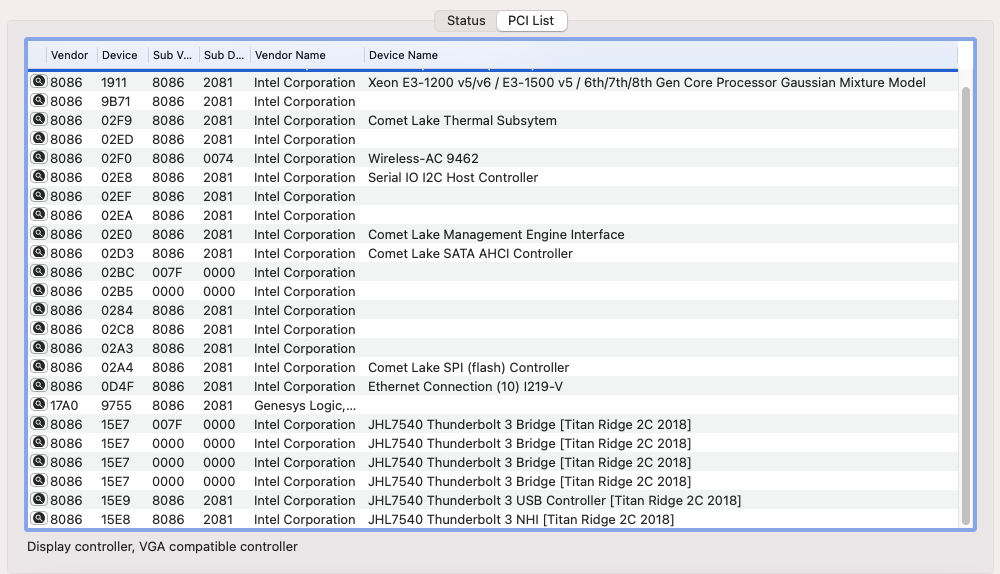 Status PCI List
Vendor Device Sub V... Sub D... Vendor Name Device Name
8086 1911 8086 2081 Intel Corporation Xeon E3-1200 v5/v6 / E3-1500 v5 / 6th/7th/8th Gen Core Processor Gaussian Mixture Model
8086 9B71 8086 2081 Intel Corporation
8086 02F9 8086 2081 Intel Corporation Comet Lake Thermal Subsytem
8086 02ED 8086 2081 Intel Corporation
8086 02F0 8086 0074 Intel Corporation Wireless-AC 9462
8086 02E8 8086 2081 Intel Corporation Serial IO I2C Host Controller
8086 02EF 8086 2081 Intel Corporation
8086 02EA 8086 2081 Intel Corporation
8086 02E0 8086 2081 Intel Corporation Comet Lake Management Engine Interface
8086 02D3 8086 2081 Intel Corporation Comet Lake SATA AHCI Controller
8086 02BC 007F 0000 Intel Corporation
8086 02B5 0000 0000 Intel Corporation
8086 0284 8086 2081 Intel Corporation
8086 02C8 8086 2081 Intel Corporation
8086 02A3 8086 2081 Intel Corporation
8086 02A4 8086 2081 Intel Corporation Comet Lake SPI (flash) Controller
8086 0D4F 8086 2081 Intel Corporation Ethernet Connection (10) I219-V
17A0 9755 8086 2081 Genesys Logic,...
8086 15E7 007F 0000 Intel Corporation JHL7540 Thunderbolt 3 Bridge [Titan Ridge 2C 2018]
8086 15E7 0000 0000 Intel Corporation JHL7540 Thunderbolt 3 Bridge [Titan Ridge 2C 2018]
8086 15E7 0000 0000 Intel Corporation JHL7540 Thunderbolt 3 Bridge [Titan Ridge 2C 2018]
8086 15E7 0000 0000 Intel Corporation JHL7540 Thunderbolt 3 Bridge [Titan Ridge 2C 2018]
8086 15E9 8086 2081 Intel Corporation JHL7540 Thunderbolt 3 USB Controller [Titan Ridge 2C 2018]
8086 15E8 8086 2081 Intel Corporation JHL7540 Thunderbolt 3 NHI [Titan Ridge 2C 2018]
Display controller, VGA compatible controller